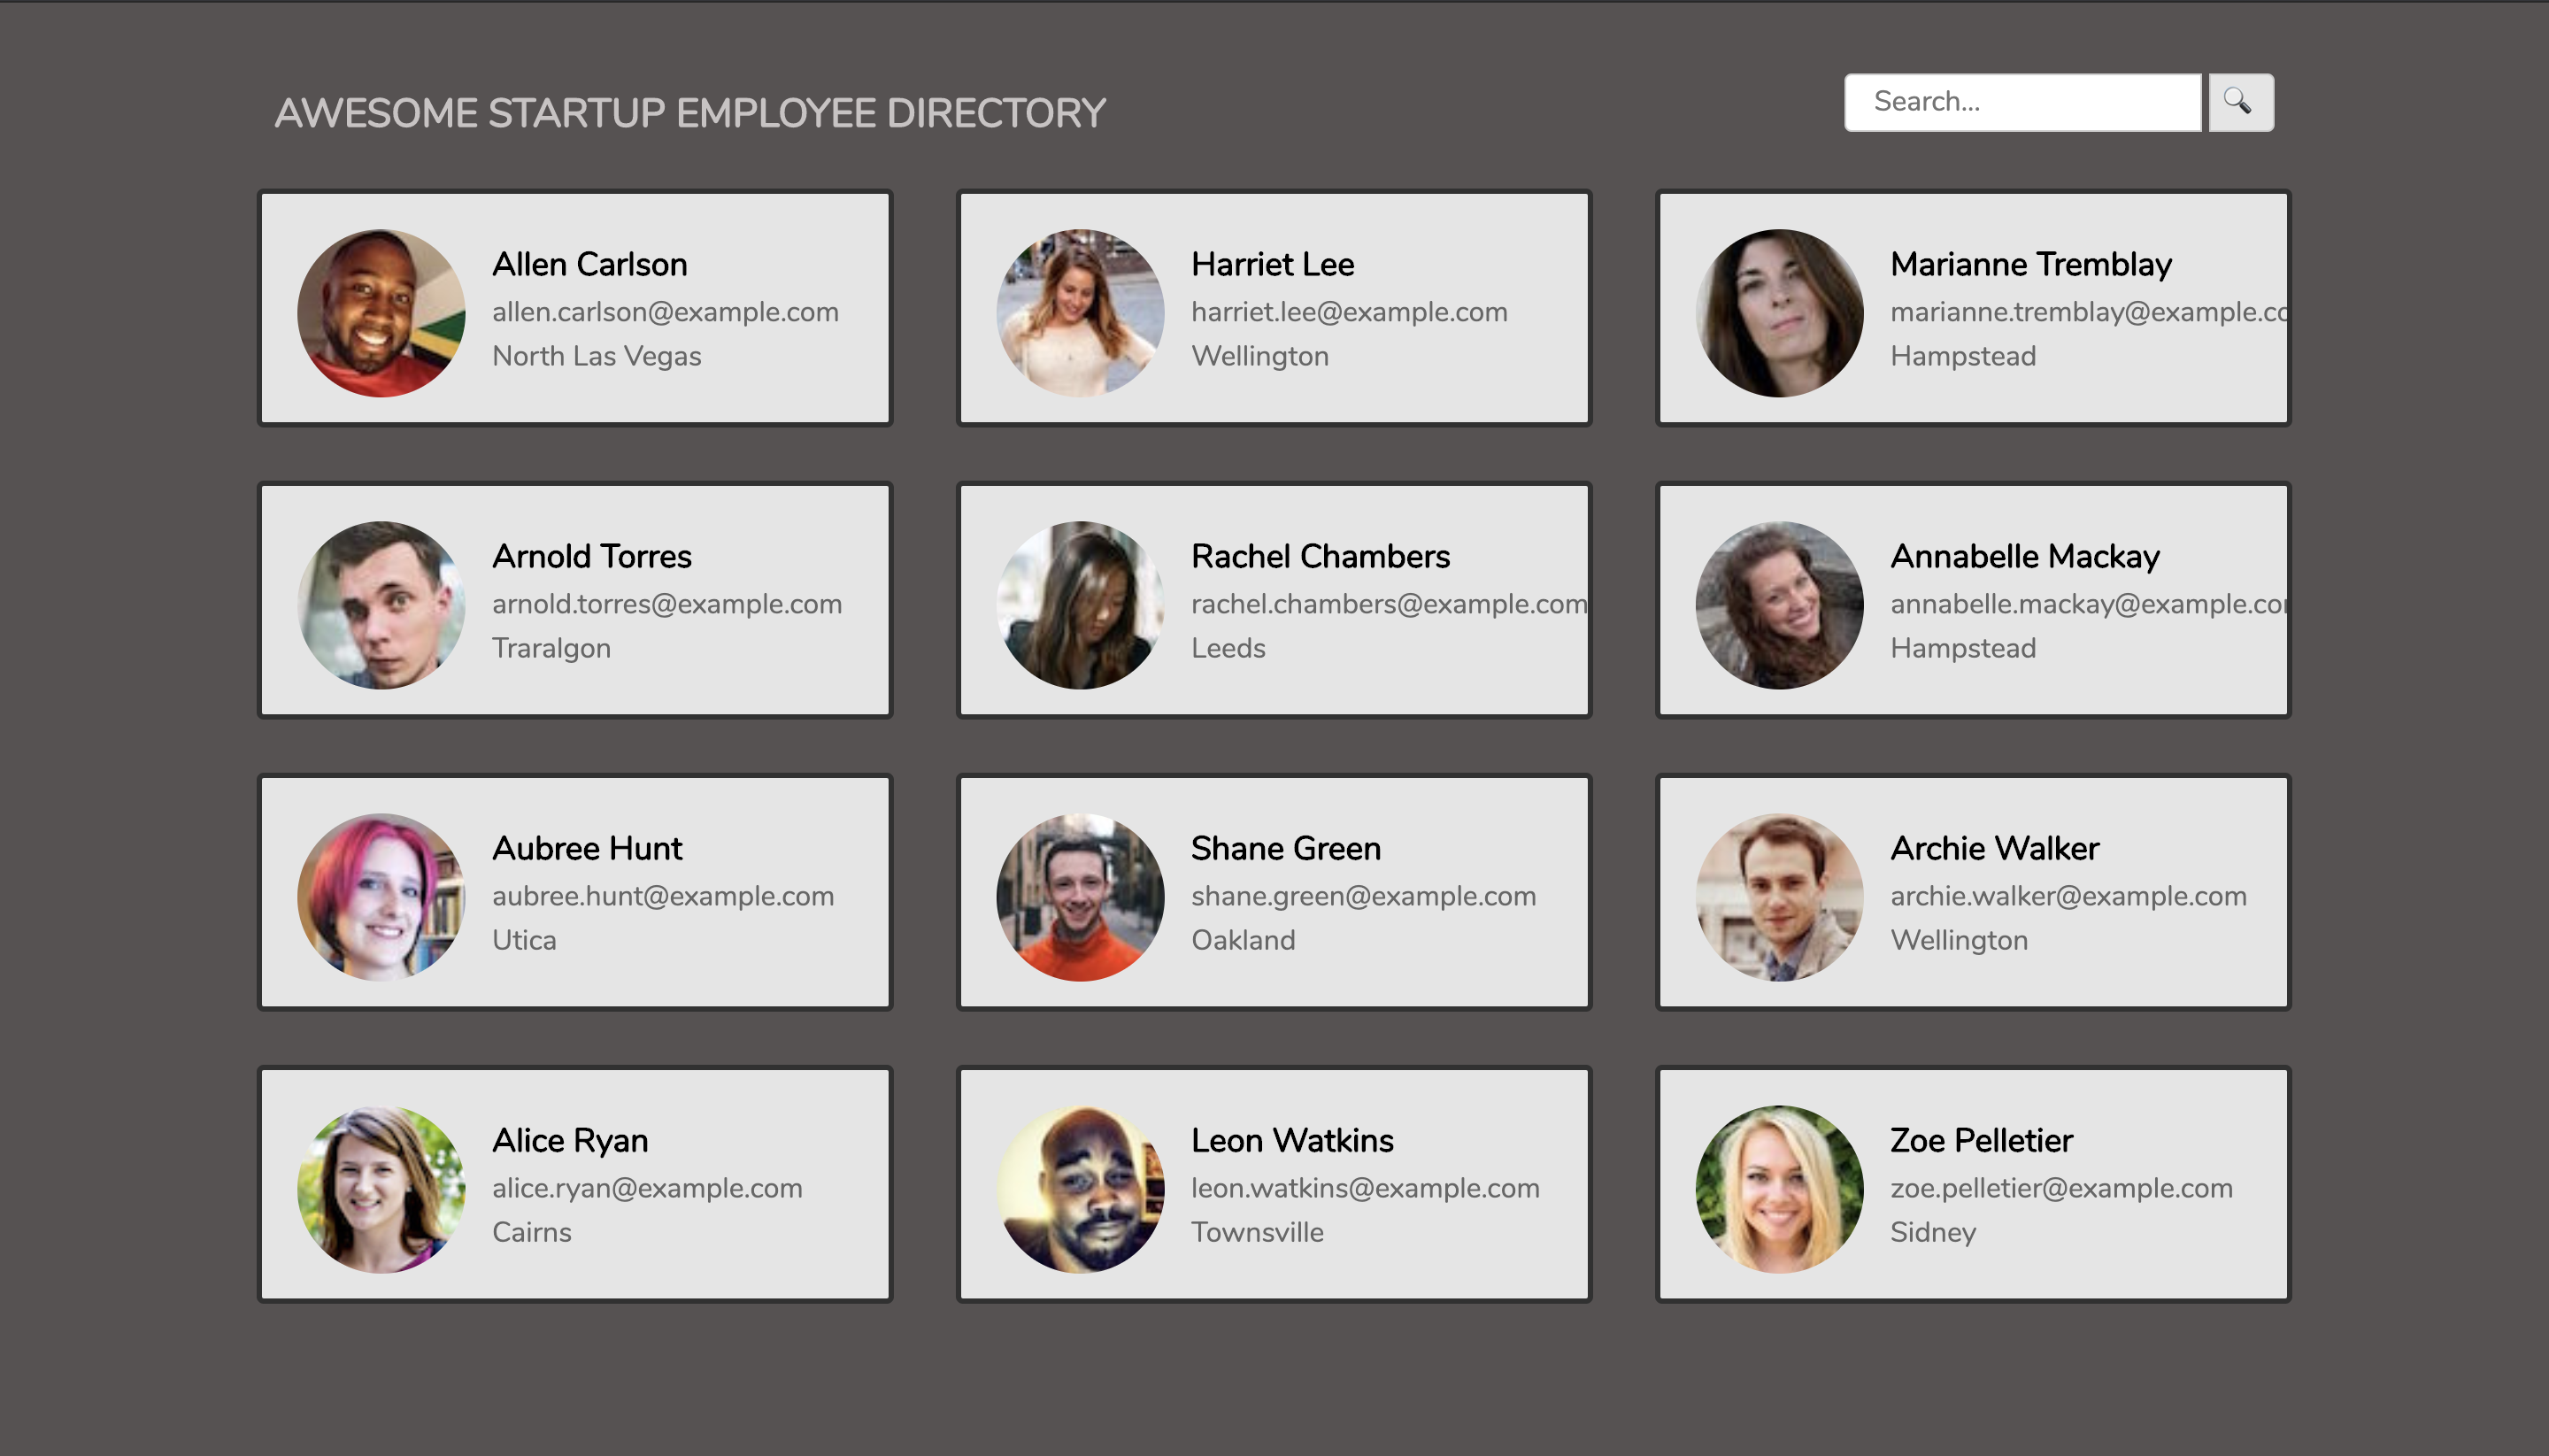 AWESOME STARTUP EMPLOYEE DIRECTORY
Search...
Allen Carlson
allen.carlson@example.com
North Las Vegas
Harriet Lee
harriet.lee@example.com
Wellington
Marianne Tremblay
marianne.tremblay@example.co
Hampstead
Arnold Torres
arnold.torres@example.com
Traralgon
Rachel Chambers
rachel.chambers@example.com
Leeds
Annabelle Mackay
annabelle.mackay@example.co
Hampstead
Aubree Hunt
aubree.hunt@example.com
Utica
Shane Green
shane.green@example.com
Oakland
Archie Walker
archie.walker@example.com
Wellington
Alice Ryan
alice.ryan@example.com
Cairns
Leon Watkins
leon.watkins@example.com
Townsville
Zoe Pelletier
zoe.pelletier@example.com
Sidney